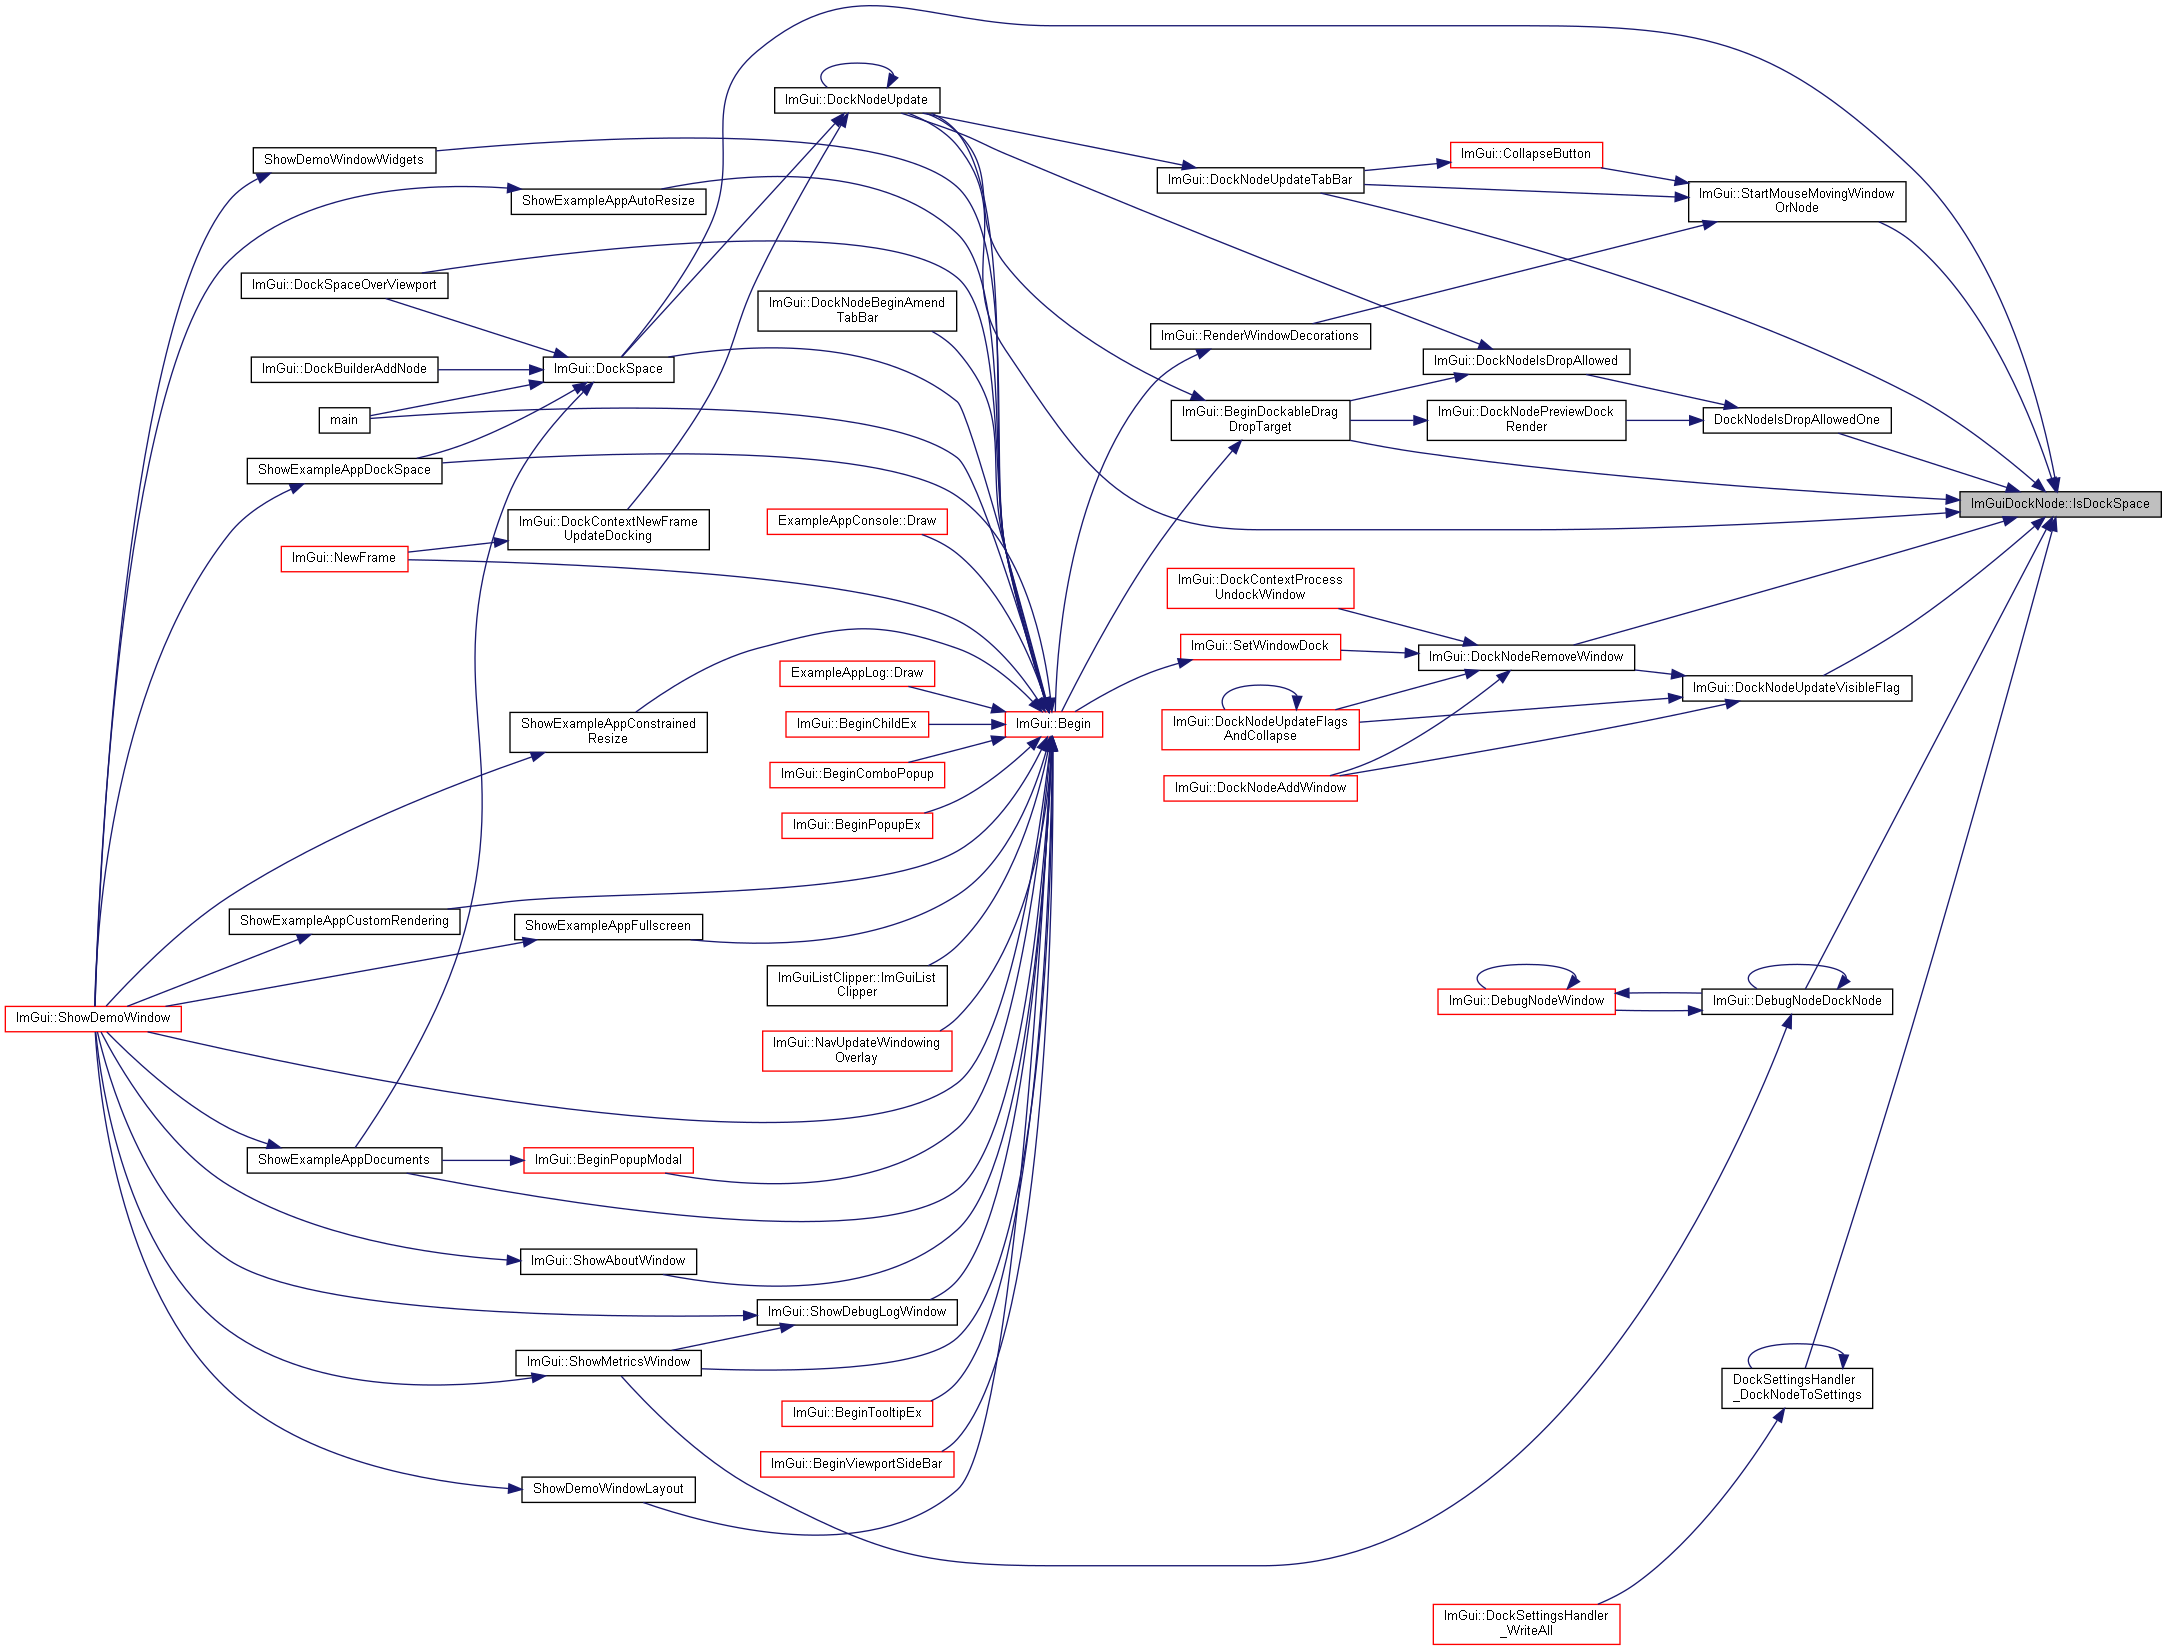 ImGui::DockNodeUpdate
ShowDemoWindowWidgets
ImGui::CollapseButton
ImGui::DockNodeUpdateTabBar
ShowExampleAppAutoResize
ImGui::StartMouseMovingWindow
OrNode
ImGui::DockSpaceOverViewport
ImGui::DockNodeBeginAmend
TabBar
ImGui::RenderWindowDecorations
ImGui::DockNodeIsDropAllowed
ImGui::DockBuilderAddNode
ImGui::DockSpace
main
ImGui::BeginDockableDrag
DropTarget
ImGui::DockNodePreviewDock
Render
DockNodeIsDropAllowedOne
ShowExampleAppDockSpace
ImGuiDockNode::IsDockSpace
ImGui::DockContextNewFrame
UpdateDocking
ExampleAppConsole::Draw
ImGui::NewFrame
ImGui::DockContextProcess
UndockWindow
ImGui::SetWindowDock
ImGui::DockNodeRemoveWindow
ExampleAppLog::Draw
ImGui::DockNodeUpdateVisibleFlag
ShowExampleAppConstrained
Resize
ImGui::BeginChildEx
ImGui::Begin
ImGui::DockNodeUpdateFlags
AndCollapse
ImGui::BeginComboPopup
ImGui::DockNodeAddWindow
ImGui::BeginPopupEx
ShowExampleAppCustomRendering
ShowExampleAppFullscreen
ImGuiListClipper::ImGuiList
Clipper
ImGui::DebugNodeWindow
ImGui::DebugNodeDockNode
ImGui::ShowDemoWindow
ImGui::NavUpdateWindowing
Overlay
ShowExampleAppDocuments
ImGui::BeginPopupModal
ImGui::ShowAboutWindow
ImGui::ShowDebugLogWindow
ImGui::ShowMetricsWindow
DockSettingsHandler
_DockNodeToSettings
ImGui::BeginTooltipEx
ImGui::BeginViewportSideBar
ShowDemoWindowLayout
ImGui::DockSettingsHandler
_WriteAll